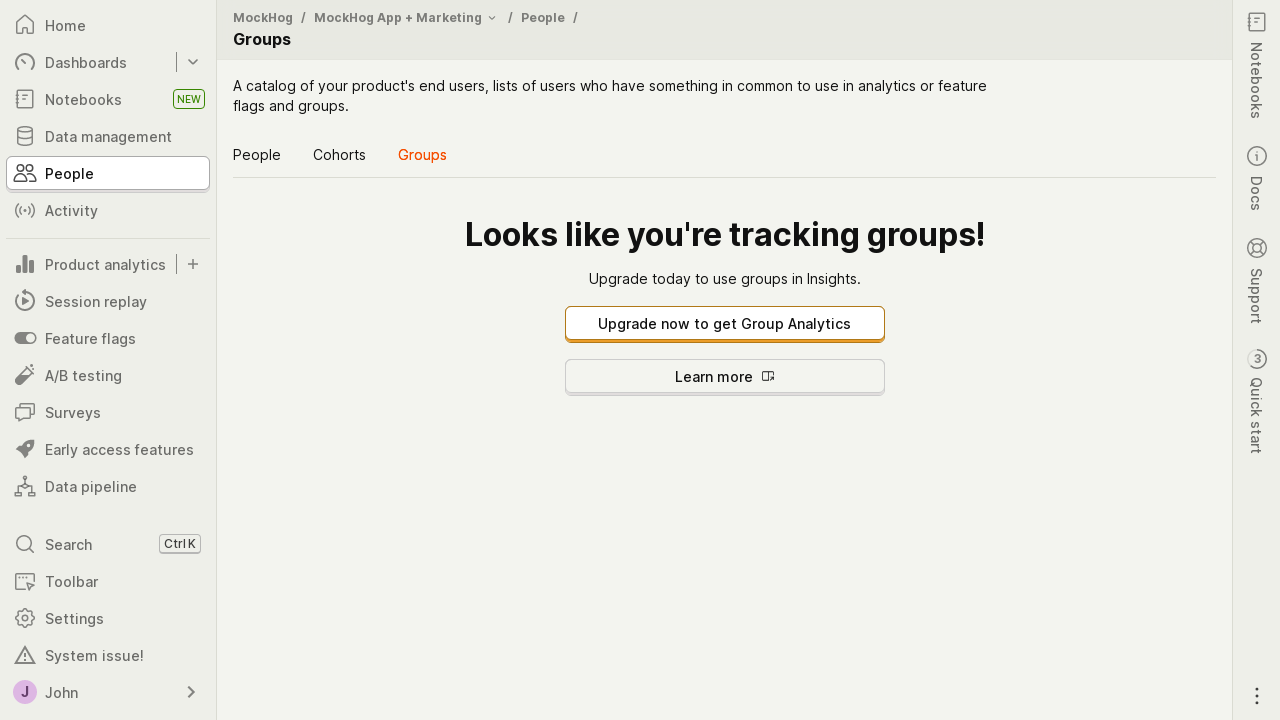 Home
Dashboards
Notebooks NEW
Data management
People
Activity
Product analytics
Session replay
Feature flags
A/B testing
Surveys
Early access features
Data pipeline
Search Ctrl K
Toolbar
Settings
System issue!
J John
MockHog / MockHog App + Marketing / People /
Groups
A catalog of your product's end users, lists of users who have something in common to use in analytics or feature
flags and groups.
People Cohorts Groups
Looks like you're tracking groups!
Upgrade today to use groups in Insights.
Upgrade now to get Group Analytics
Learn more
Notebooks
Docs
Support
3 Quick start